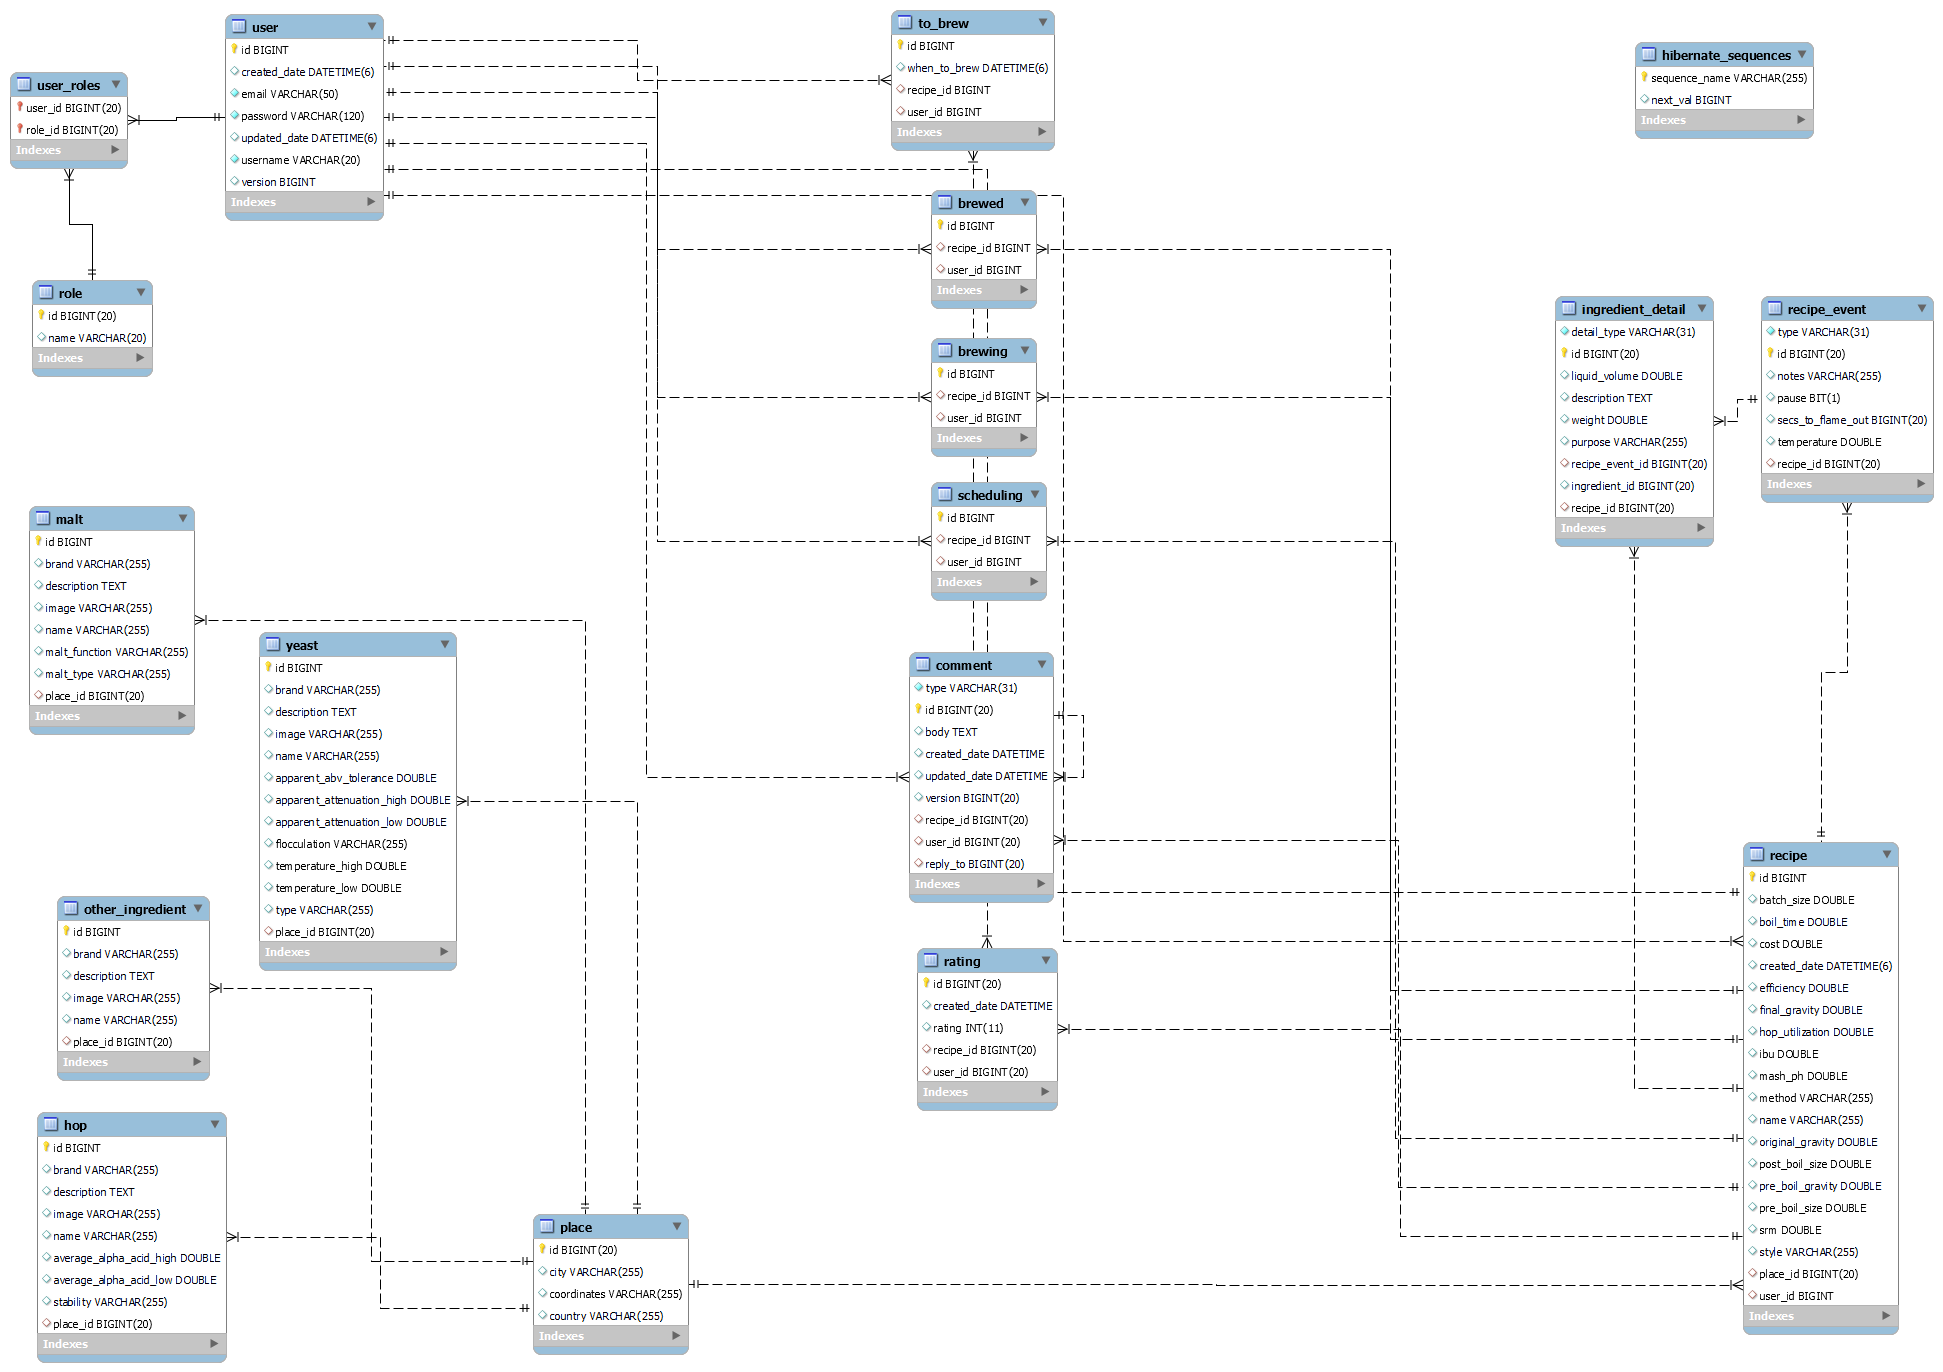 user
id BIGINT
created_date DATETIME(6)
email VARCHAR(50)
password VARCHAR(120)
updated_date DATETIME(6)
username VARCHAR(20)
version BIGINT
Indexes
to_brew
id BIGINT
when_to_brew DATETIME(6)
recipe_id BIGINT
user_id BIGINT
Indexes
hibernate_sequences
sequence_name VARCHAR(255)
next_val BIGINT
Indexes
user_roles
user_id BIGINT(20)
role_id BIGINT(20)
Indexes
brewed
id BIGINT
recipe_id BIGINT
user_id BIGINT
Indexes
role
id BIGINT(20)
name VARCHAR(20)
Indexes
brewing
id BIGINT
recipe_id BIGINT
user_id BIGINT
Indexes
ingredient_detail
detail_type VARCHAR(31)
id BIGINT(20)
liquid_volume DOUBLE
description TEXT
weight DOUBLE
purpose VARCHAR(255)
recipe_event_id BIGINT(20)
ingredient_id BIGINT(20)
recipe_id BIGINT(20)
Indexes
recipe_event
type VARCHAR(31)
id BIGINT(20)
notes VARCHAR(255)
pause BIT(1)
secs_to_flame_out BIGINT(20)
temperature DOUBLE
recipe_id BIGINT(20)
Indexes
scheduling
id BIGINT
recipe_id BIGINT
user_id BIGINT
Indexes
malt
id BIGINT
brand VARCHAR(255)
description TEXT
image VARCHAR(255)
name VARCHAR(255)
malt_function VARCHAR(255)
malt_type VARCHAR(255)
place_id BIGINT(20)
Indexes
yeast
id BIGINT
brand VARCHAR(255)
description TEXT
image VARCHAR(255)
name VARCHAR(255)
apparent_abv_tolerance DOUBLE
apparent_attenuation_high DOUBLE
apparent_attenuation_low DOUBLE
flocculation VARCHAR(255)
temperature_high DOUBLE
temperature_low DOUBLE
type VARCHAR(255)
place_id BIGINT(20)
Indexes
comment
type VARCHAR(31)
id BIGINT(20)
body TEXT
created_date DATETIME
updated_date DATETIME
version BIGINT(20)
recipe_id BIGINT(20)
user_id BIGINT(20)
reply_to BIGINT(20)
Indexes
recipe
id BIGINT
batch_size DOUBLE
boil_time DOUBLE
cost DOUBLE
created_date DATETIME(6)
efficiency DOUBLE
final_gravity DOUBLE
hop_utilization DOUBLE
ibu DOUBLE
mash_ph DOUBLE
method VARCHAR(255)
name VARCHAR(255)
original_gravity DOUBLE
post_boil_size DOUBLE
pre_boil_gravity DOUBLE
pre_boil_size DOUBLE
srm DOUBLE
style VARCHAR(255)
place_id BIGINT(20)
user_id BIGINT
Indexes
other_ingredient
id BIGINT
brand VARCHAR(255)
description TEXT
image VARCHAR(255)
name VARCHAR(255)
place_id BIGINT(20)
Indexes
rating
id BIGINT(20)
created_date DATETIME
rating INT(11)
recipe_id BIGINT(20)
user_id BIGINT(20)
Indexes
hop
id BIGINT
brand VARCHAR(255)
description TEXT
image VARCHAR(255)
name VARCHAR(255)
average_alpha_acid_high DOUBLE
average_alpha_acid_low DOUBLE
stability VARCHAR(255)
place_id BIGINT(20)
Indexes
place
id BIGINT(20)
city VARCHAR(255)
coordinates VARCHAR(255)
country VARCHAR(255)
Indexes